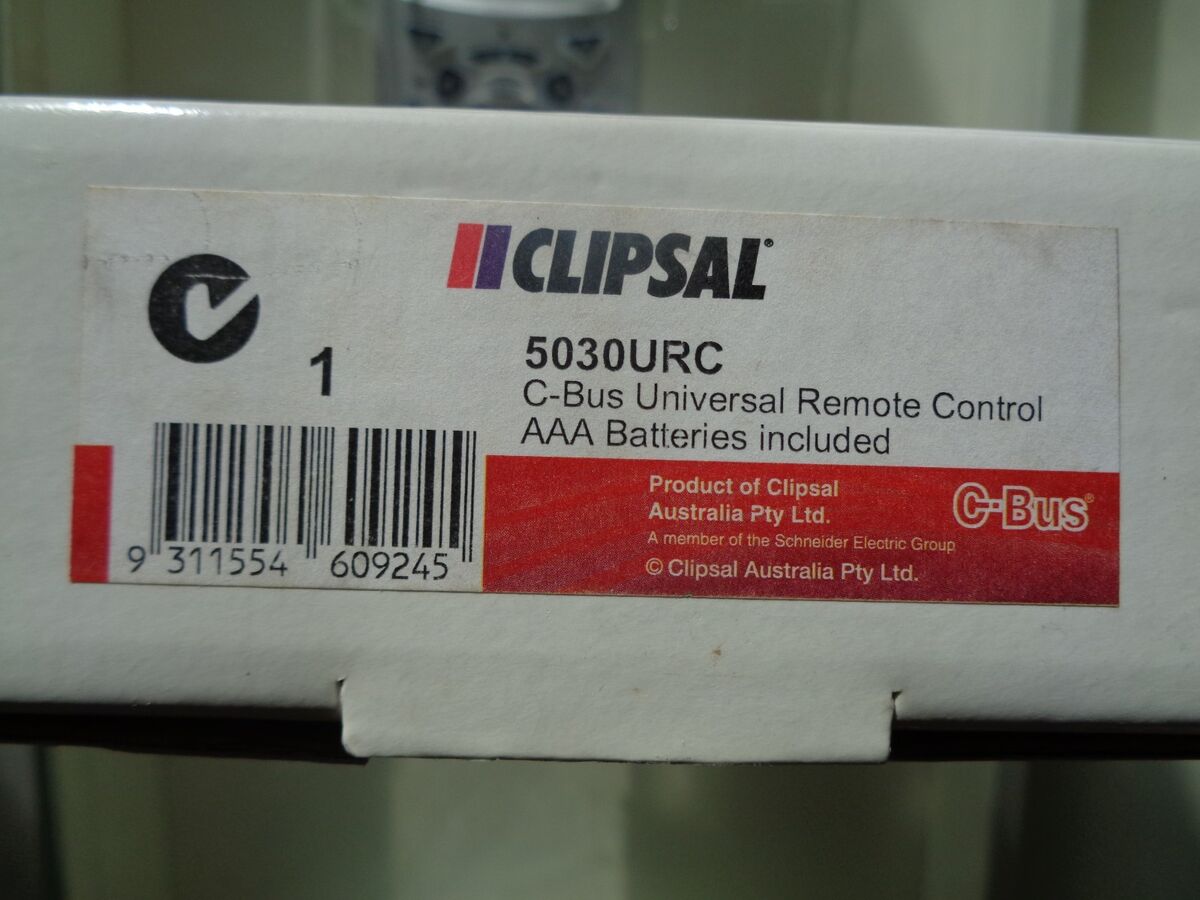 CLIPSAL®
1
5030URC
C-Bus Universal Remote Control
AAA Batteries included
9 311554 609245
Product of Clipsal
Australia Pty Ltd.
A member of the Schneider Electric Group
© Clipsal Australia Pty Ltd.
C-Bus®